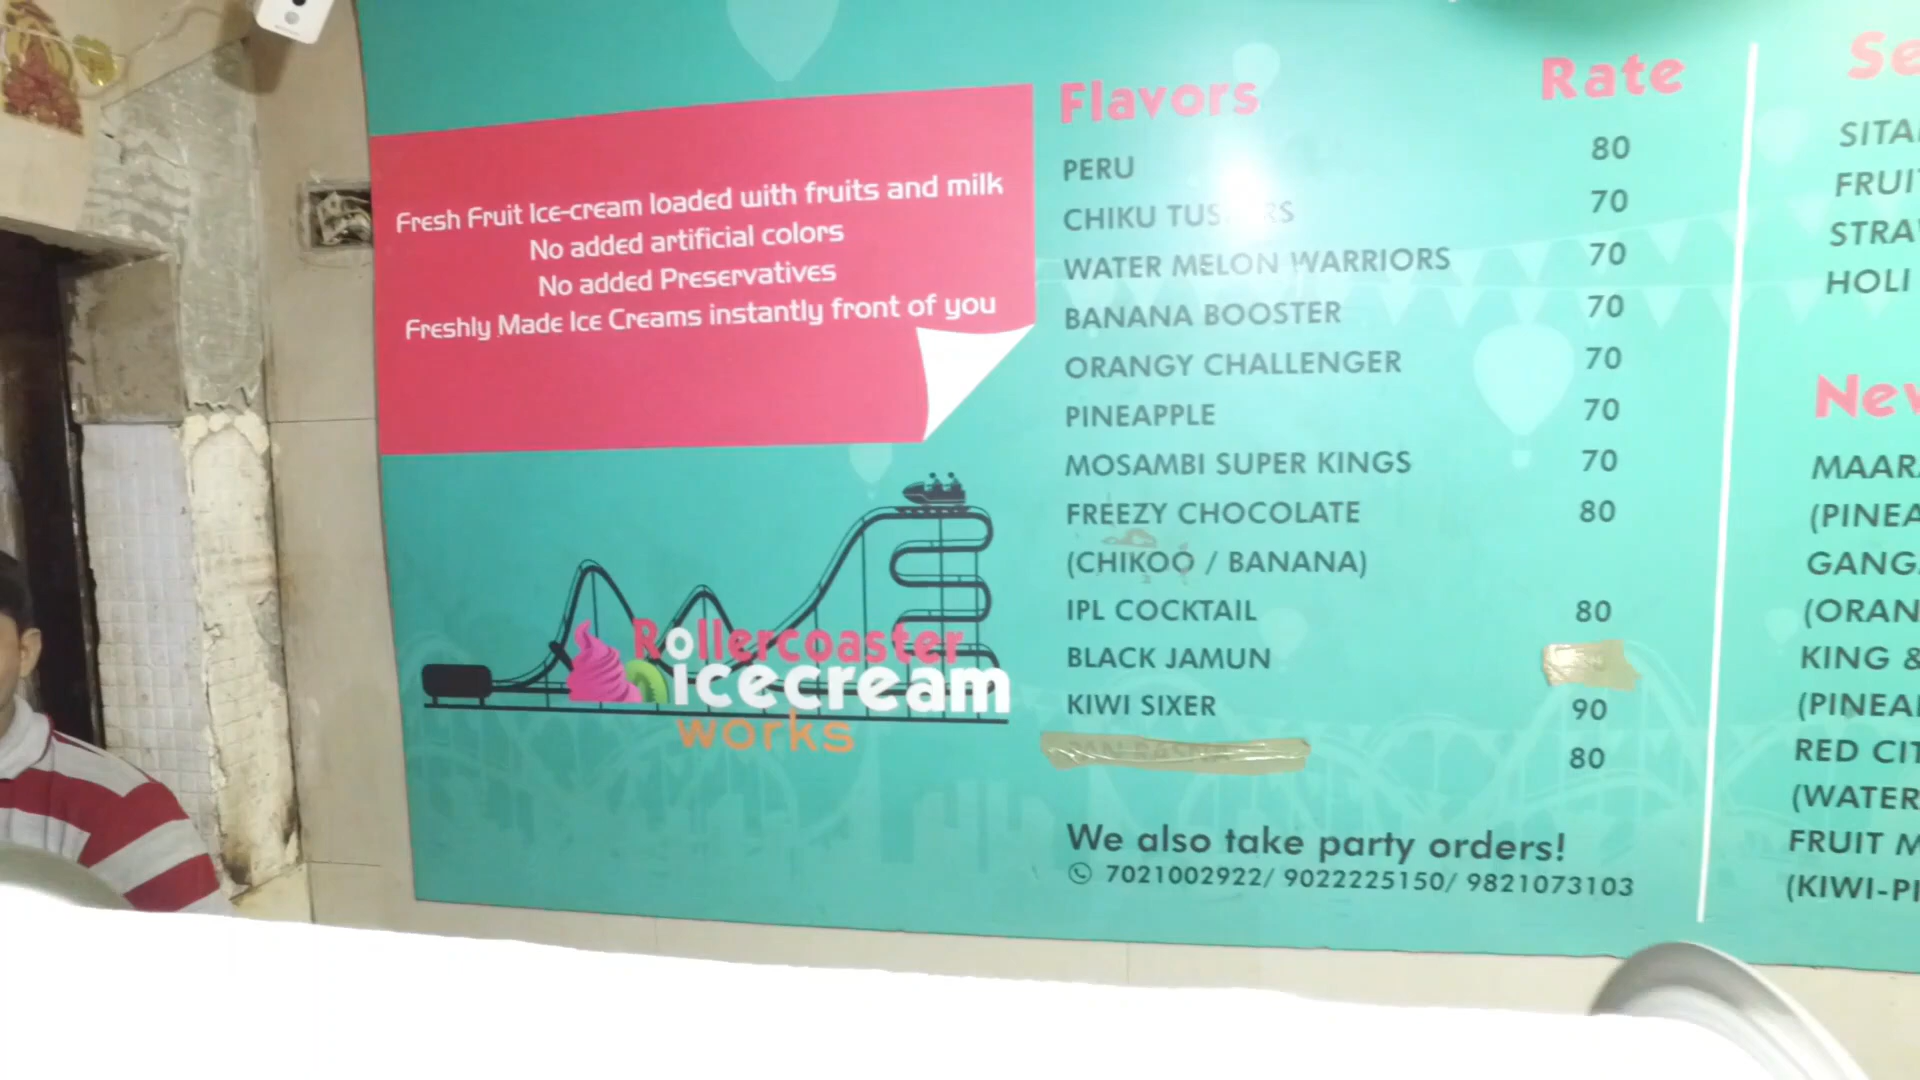 Fresh Fruit Ice-cream loaded with fruits and milk
No added artificial colors
No added Preservatives
Freshly Made Ice Creams instantly front of you
Rollercoaster
icecream
works
Flavors Rate
PERU 80
CHIKU 70
WATER MELON WARRIORS 70
BANANA BOOSTER 70
ORANGY CHALLENGER 70
PINEAPPLE 70
MOSAMBI SUPER KINGS 70
FREEZY CHOCOLATE 80
(CHIKOO / BANANA)
IPL COCKTAIL 80
BLACK JAMUN
KIWI SIXER 90
80
We also take party orders!
7021002922/ 9022225150/ 9821073103
HOLI
KING &
RED